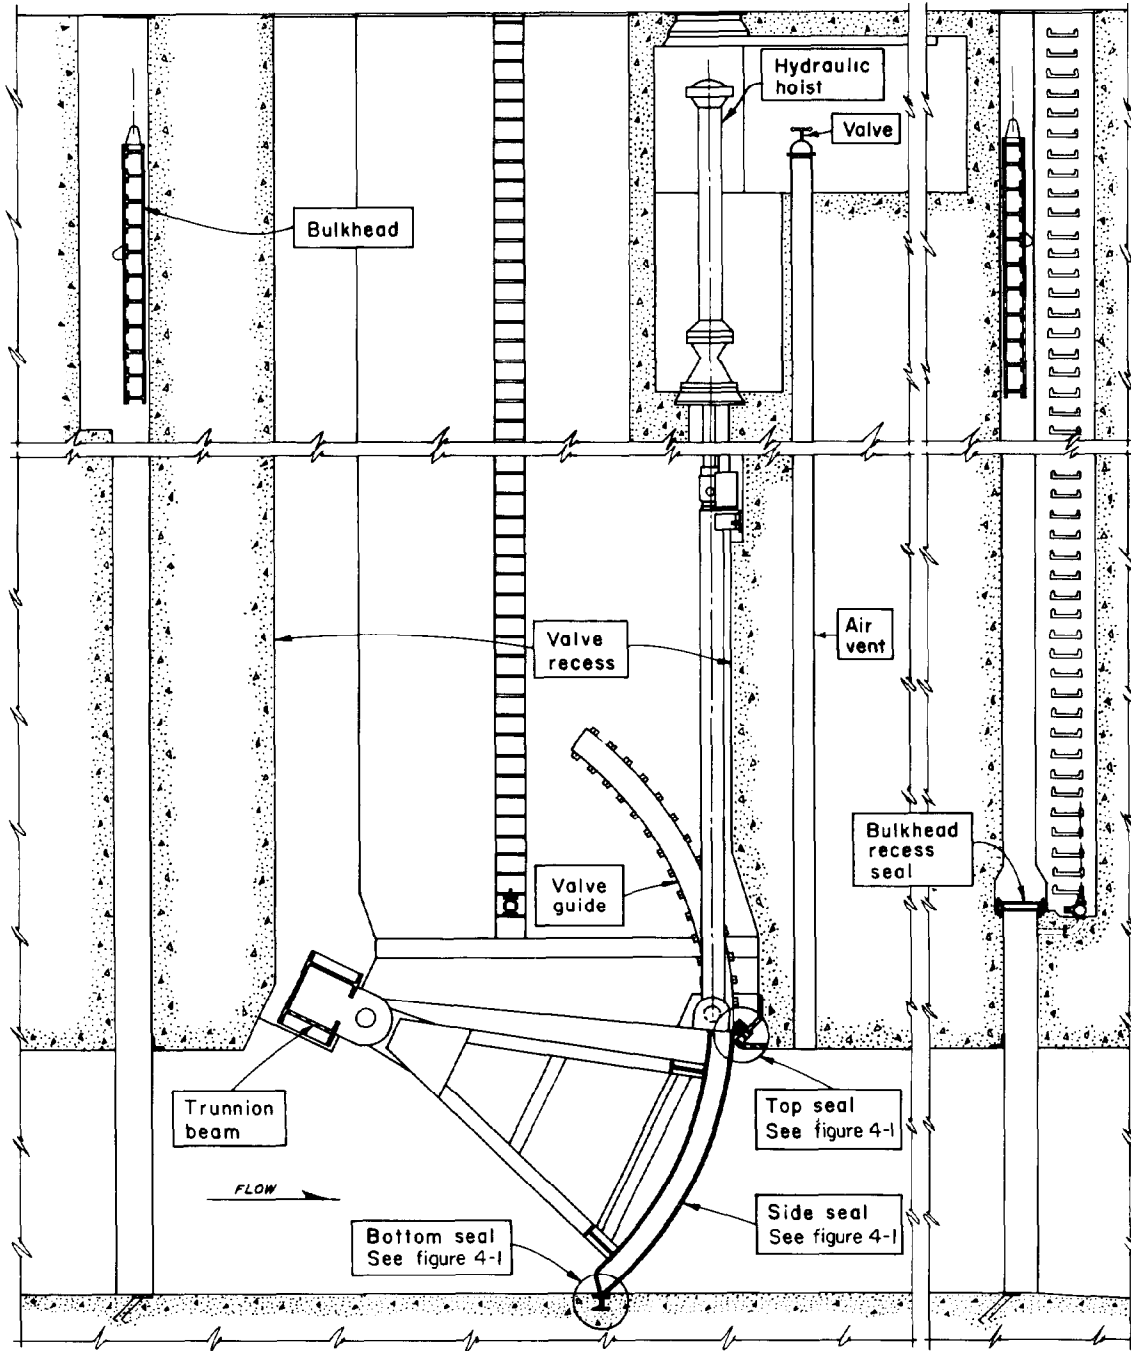 Hydraulic
hoist
Valve
Bulkhead
Valve
recess
Air
vent
Bulkhead
recess
seal
Valve
guide
Trunnion
beam
Top seal
See figure 4-1
FLOW
Side seal
See figure 4-1
Bottom seal
See figure 4-1